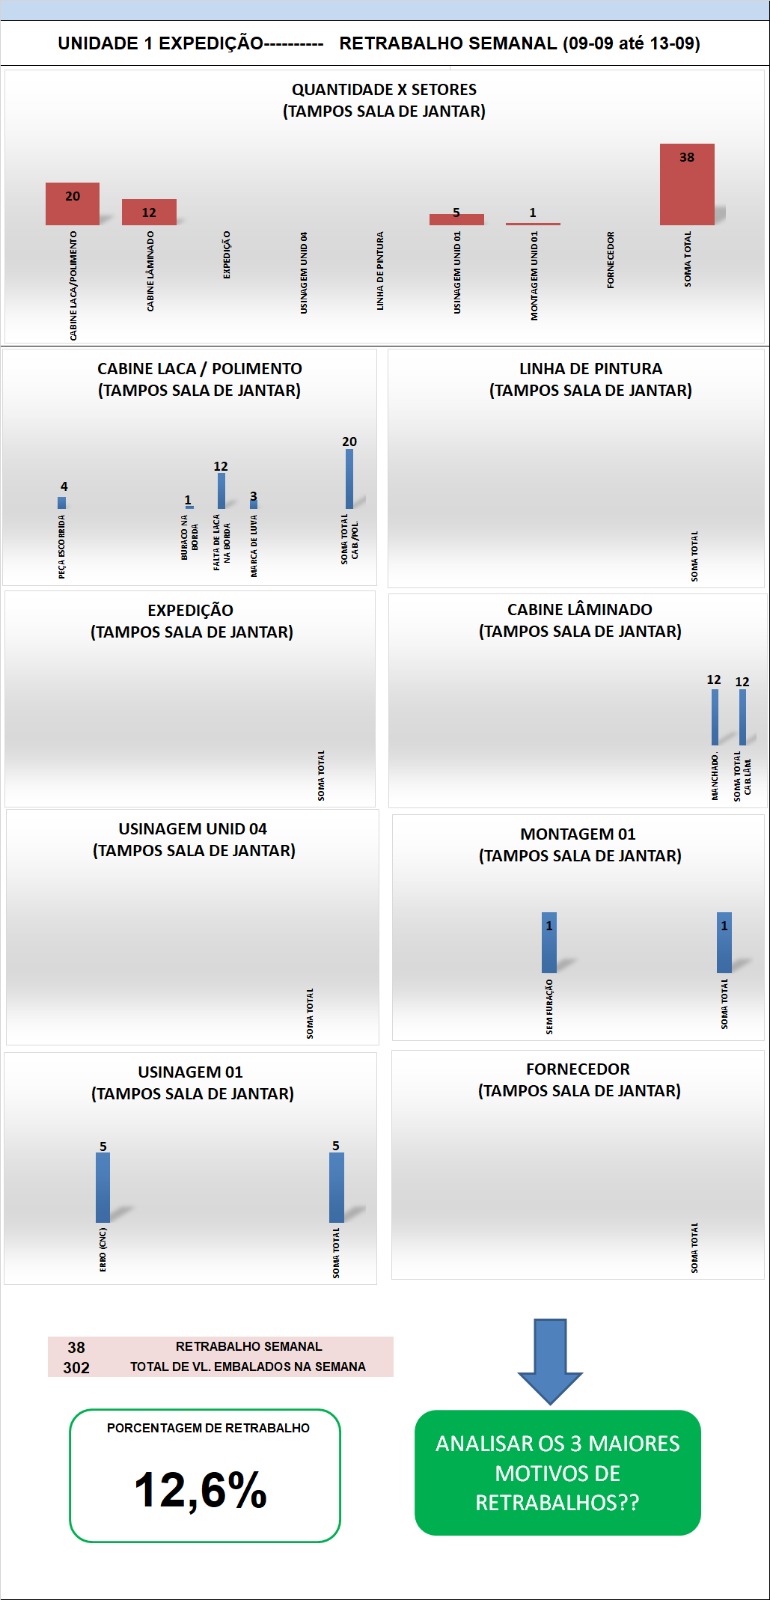 UNIDADE 1 EXPEDIÇÃO---------- RETRABALHO SEMANAL (09-09 até 13-09)
QUANTIDADE X SETORES
(TAMPOS SALA DE JANTAR)
20
12
5
1
38
CABINE LACA/POLIMENTO
CABINE LÂMINADO
EXPEDIÇÃO
USINAGEM UNID 04
LINHA DE PINTURA
USINAGEM UNID 01
MONTAGEM UNID 01
FORNECEDOR
SOMA TOTAL
CABINE LACA / POLIMENTO
(TAMPOS SALA DE JANTAR)
4
1
12
3
20
PEÇA ESCORRIDA
BURACO NA
BORDA
FALTA DE LACA
NA BORDA
MARCA DE LUVA
SOMA TOTAL
CAB./POL.
LINHA DE PINTURA
(TAMPOS SALA DE JANTAR)
SOMA TOTAL
EXPEDIÇÃO
(TAMPOS SALA DE JANTAR)
SOMA TOTAL
CABINE LÂMINADO
(TAMPOS SALA DE JANTAR)
12
12
MANCHADO.
SOMA TOTAL
CAB.LÂM.
USINAGEM UNID 04
(TAMPOS SALA DE JANTAR)
SOMA TOTAL
MONTAGEM 01
(TAMPOS SALA DE JANTAR)
1
1
SEM FURAÇÃO
SOMA TOTAL
USINAGEM 01
(TAMPOS SALA DE JANTAR)
5
5
ERRO (CNC)
SOMA TOTAL
FORNECEDOR
(TAMPOS SALA DE JANTAR)
SOMA TOTAL
38 RETRABALHO SEMANAL
302 TOTAL DE VL. EMBALADOS NA SEMANA
PORCENTAGEM DE RETRABALHO
12,6%
ANALISAR OS 3 MAIORES
MOTIVOS DE
RETRABALHOS??